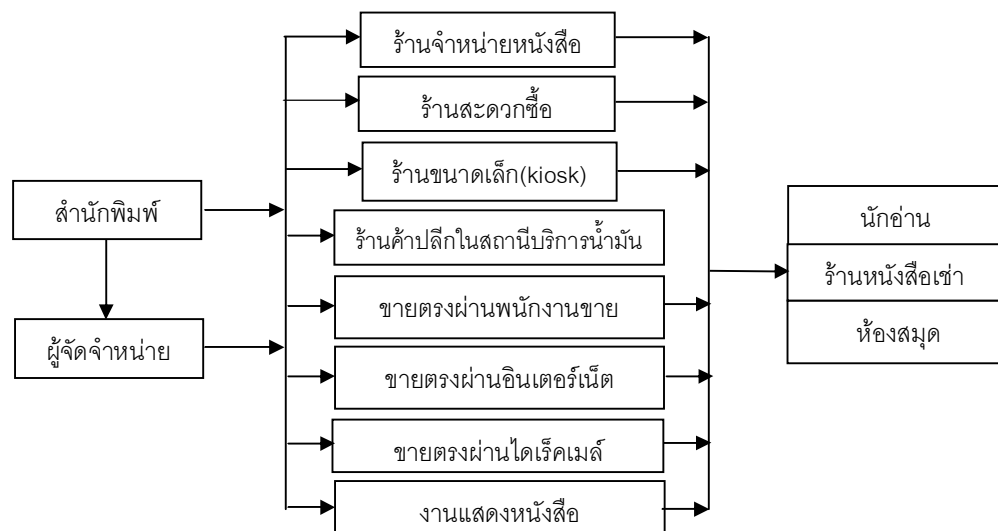 ร้านจำหน่ายหนังสือ
ร้านสะดวกซื้อ
ร้านขนาดเล็ก(kiosk)
สำนักพิมพ์
นักอ่าน
ร้านค้าปลีกในสถานีบริการน้ำมัน
ร้านหนังสือเช่า
ขายตรงผ่านพนักงานขาย
ห้องสมุด
ผู้จัดจำหน่าย
ขายตรงผ่านอินเตอร์เน็ต
ขายตรงผ่านไดเร็คเมล์
งานแสดงหนังสือ